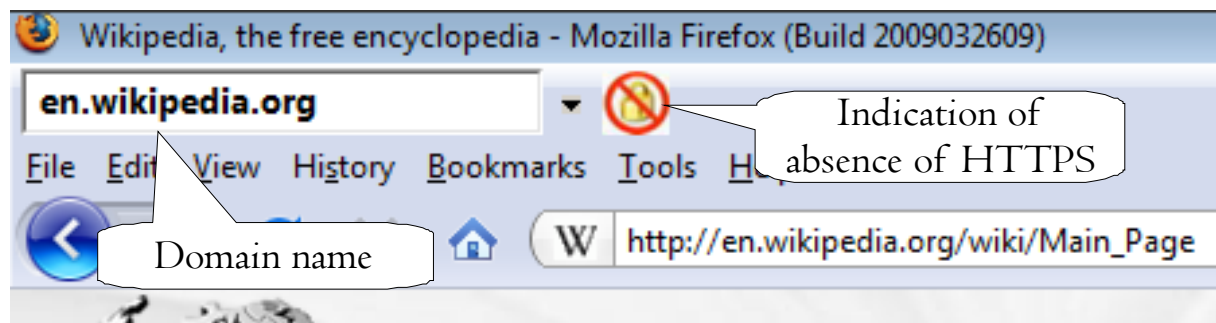 Wikipedia, the free encyclopedia - Mozilla Firefox (Build 2009032609)
en.wikipedia.org
Indication of
absence of HTTPS
File Edit View History Bookmarks Tools
Domain name
W http://en.wikipedia.org/wiki/Main_Page